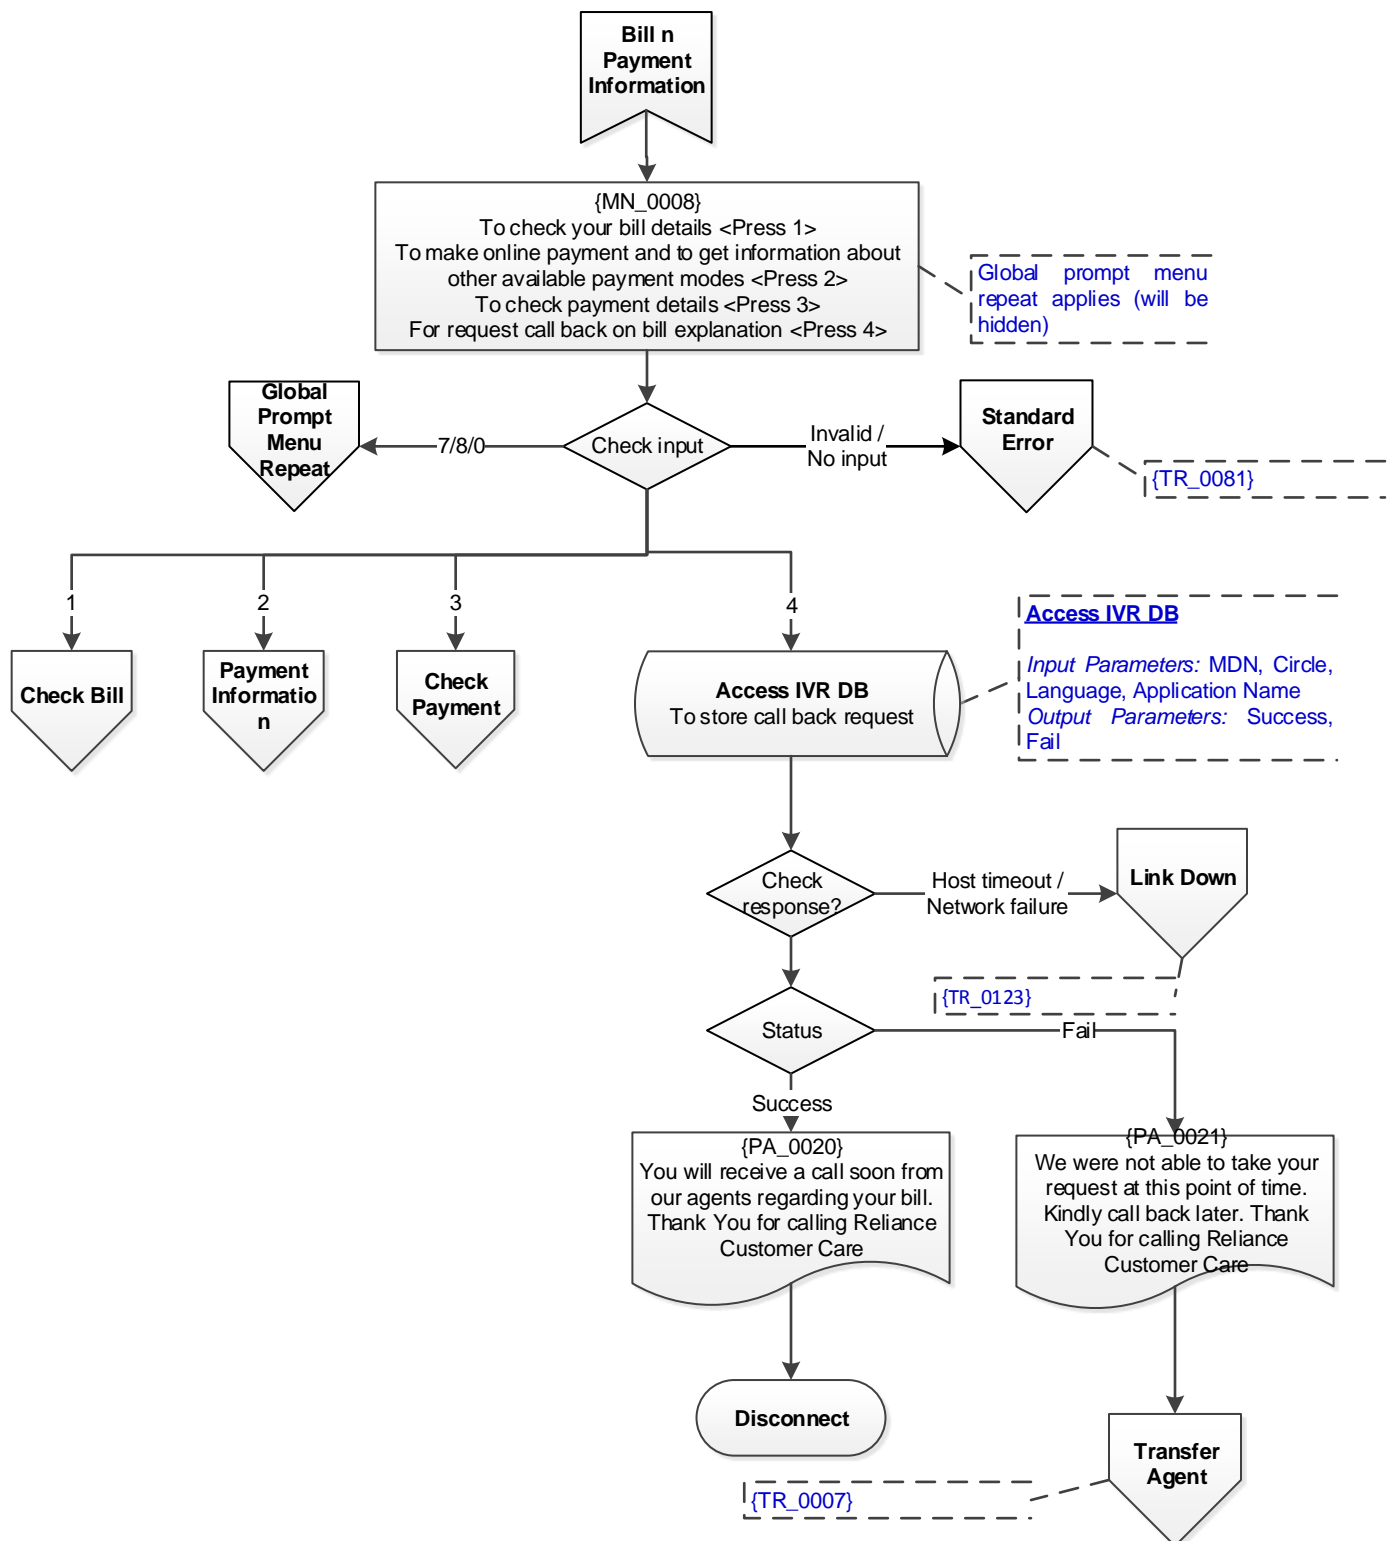 Bill n
Payment
Information
{MN_0008}
To check your bill details <Press 1>
To make online payment and to get information about
other available payment modes <Press 2>
To check payment details <Press 3>
For request call back on bill explanation <Press 4>
Global prompt menu
repeat applies (will be
hidden)
Global
Prompt
Menu
Repeat
7/8/0
Check input
Invalid /
No input
Standard
Error
{TR_0081}
1
2
3
4
Check Bill
Payment
Informatio
n
Check
Payment
Access IVR DB
To store call back request
Access IVR DB
Input Parameters: MDN, Circle,
Language, Application Name
Output Parameters: Success,
Fail
Check
response?
Host timeout /
Network failure
Link Down
{TR_0123}
Status
Fail
Success
{PA_0020}
You will receive a call soon from
our agents regarding your bill.
Thank You for calling Reliance
Customer Care
{PA_0021}
We were not able to take your
request at this point of time.
Kindly call back later. Thank
You for calling Reliance
Customer Care
Disconnect
Transfer
Agent
{TR_0007}